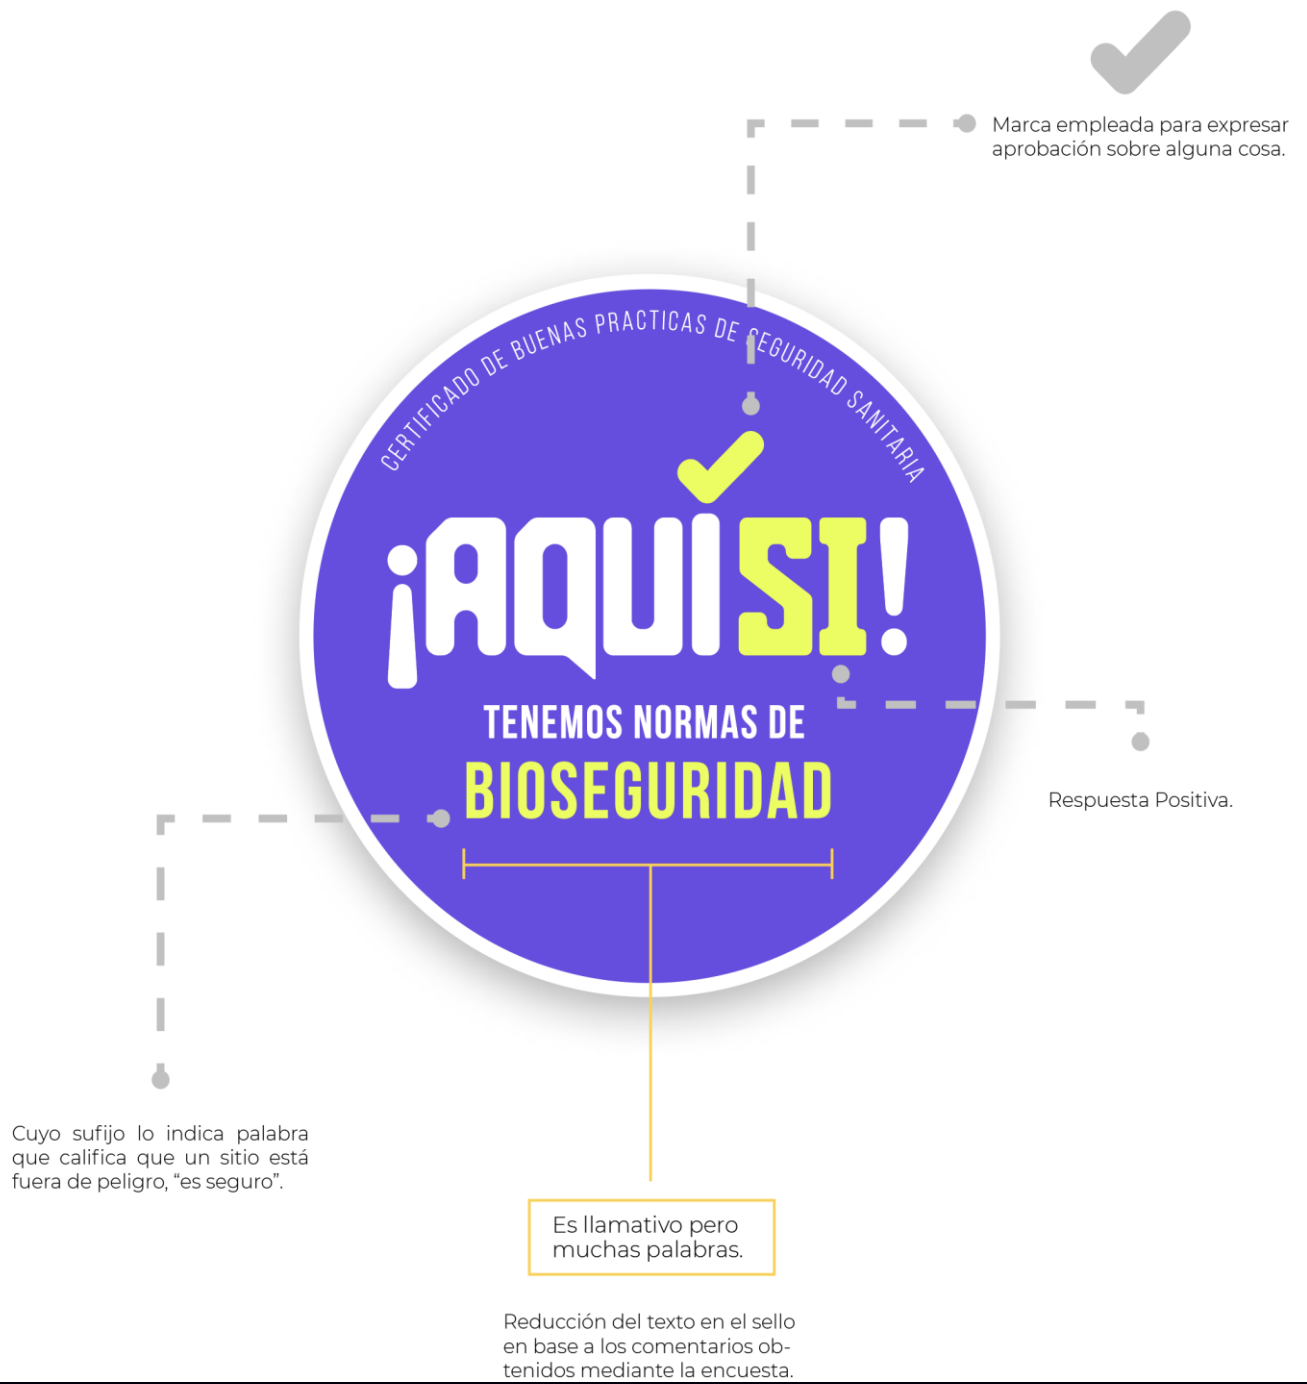 Marca empleada para expresar
aprobación sobre alguna cosa.
CERTIFICADO DE BUENAS PRACTICAS DE SEGURIDAD SANITARIA
¡AQUÍSI!
TENEMOS NORMAS DE
BIOSEGURIDAD
Respuesta Positiva.
Cuyo sufijo lo indica palabra
que califica que un sitio está
fuera de peligro, “es seguro”.
Es llamativo pero
muchas palabras.
Reducción del texto en el sello
en base a los comentarios ob-
tenidos mediante la encuesta.